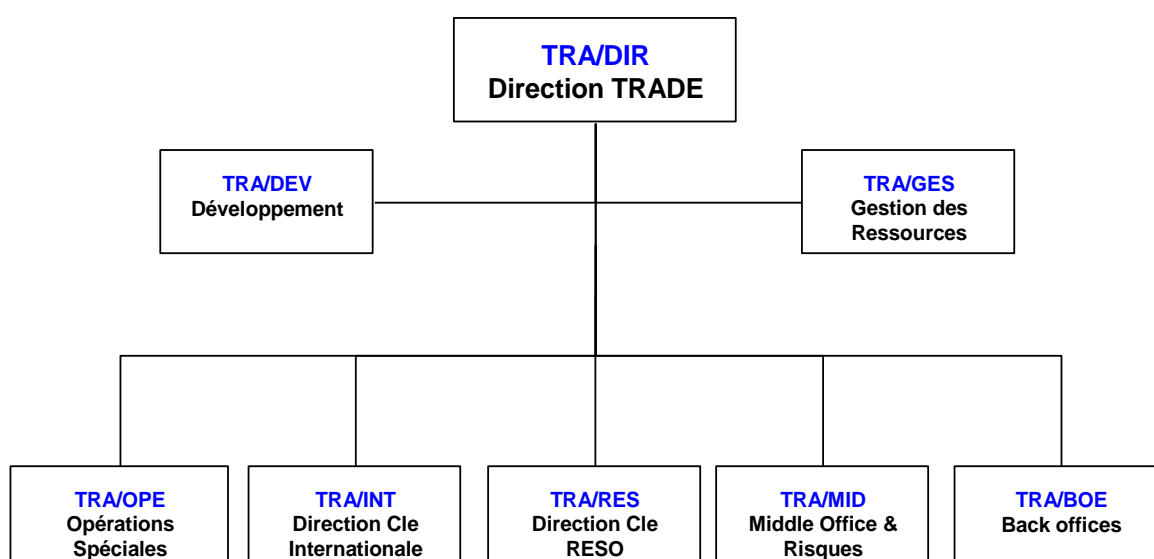 TRA/DIR
Direction TRADE
TRA/DEV
Développement
TRA/GES
Gestion des
Ressources
TRA/OPE
Opérations
Spéciales
TRA/INT
Direction Cle
Internationale
TRA/RES
Direction Cle
RESO
TRA/MID
Middle Office &
Risques
TRA/BOE
Back offices